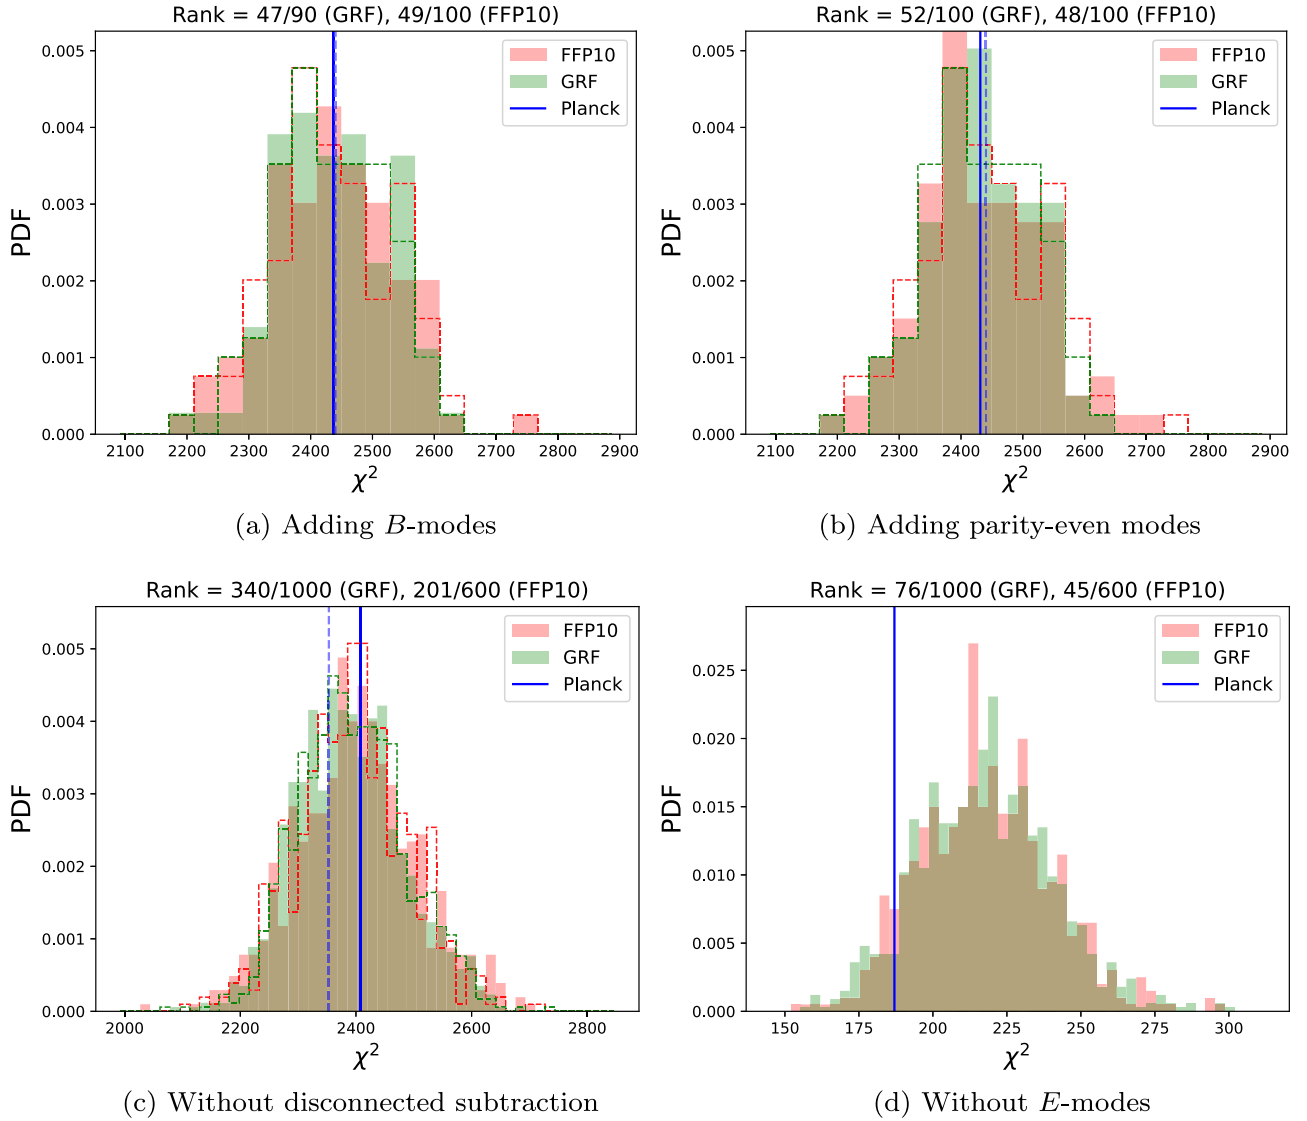 Rank = 47/90 (GRF), 49/100 (FFP10)
0.005
0.004
0.003
0.002
0.001
0.000
PDF
FFP10
GRF
Planck
2100 2200 2300 2400 2500 2600 2700 2800 2900
χ²
(a) Adding B-modes
Rank = 52/100 (GRF), 48/100 (FFP10)
0.005
0.004
0.003
0.002
0.001
0.000
PDF
FFP10
GRF
Planck
2100 2200 2300 2400 2500 2600 2700 2800 2900
χ²
(b) Adding parity-even modes
Rank = 340/1000 (GRF), 201/600 (FFP10)
0.005
0.004
0.003
0.002
0.001
0.000
PDF
FFP10
GRF
Planck
2000 2200 2400 2600 2800
χ²
(c) Without disconnected subtraction
Rank = 76/1000 (GRF), 45/600 (FFP10)
0.025
0.020
0.015
0.010
0.005
0.000
PDF
FFP10
GRF
Planck
150 175 200 225 250 275 300
χ²
(d) Without E-modes